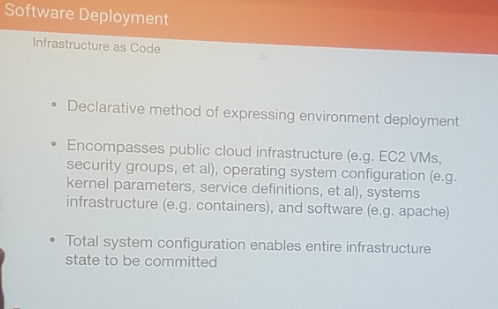 Software Deployment
Infrastructure as Code
• Declarative method of expressing environment deployment
• Encompasses public cloud infrastructure (e.g. EC2 VMs,
security groups, et al), operating system configuration (e.g.
kernel parameters, service definitions, et al), systems
infrastructure (e.g. containers), and software (e.g. apache)
• Total system configuration enables entire infrastructure
state to be committed